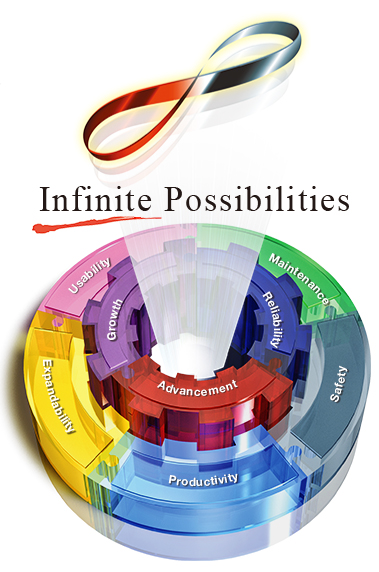 Infinite Possibilities
Usability
Maintenance
Growth
Reliability
Expandability
Advancement
Safety
Productivity